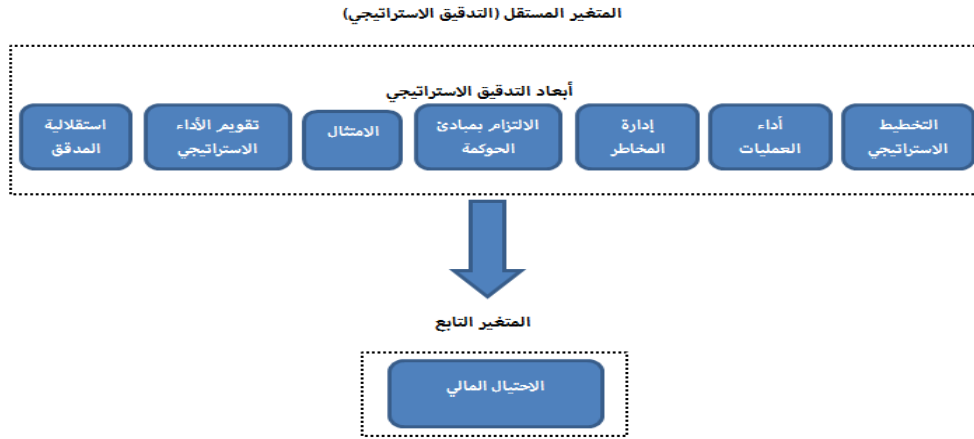 المتغير المستقل (التدقيق الاستراتيجي)
أبعاد التدقيق الاستراتيجي
التخطيط
الاستراتيجي
أداء
العمليات
إدارة
المخاطر
الالتزام بمبادئ
الحوكمة
الامتثال
تقويم الأداء
الاستراتيجي
استقلالية
المدقق
المتغير التابع
الاحتيال المالي